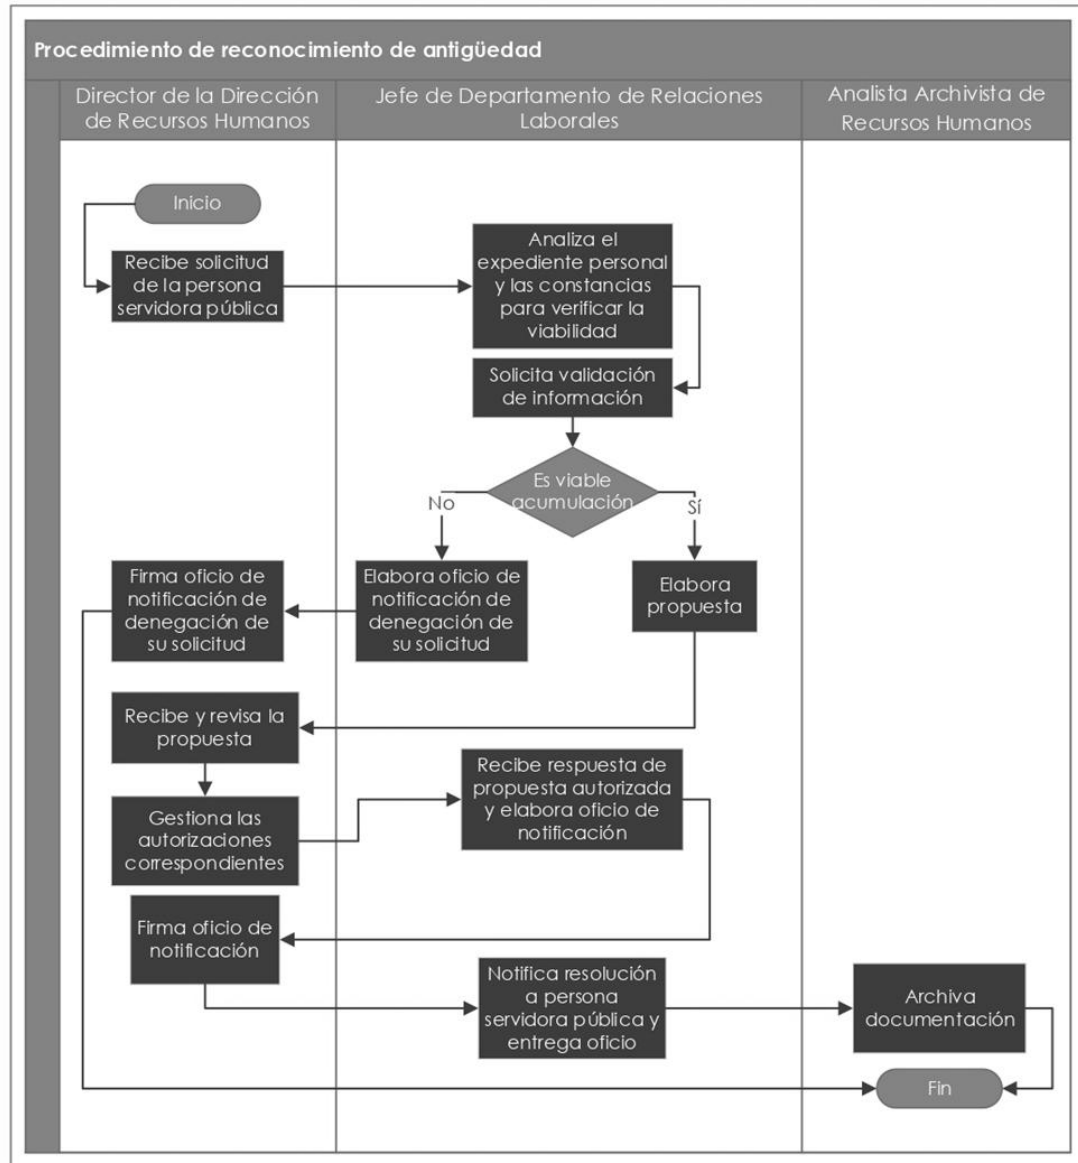 Procedimiento de reconocimiento de antigüedad
Director de la Dirección
de Recursos Humanos
Jefe de Departamento de Relaciones
Laborales
Analista Archivista de
Recursos Humanos
Inicio
Recibe solicitud
de la persona
servidora pública
Analiza el
expediente personal
y las constancias
para verificar la
viabilidad
Solicita validación
de información
Es viable
acumulación
No
Sí
Firma oficio de
notificación de
denegación de
su solicitud
Elabora oficio de
notificación de
denegación de
su solicitud
Elabora
propuesta
Recibe y revisa la
propuesta
Gestiona las
autorizaciones
correspondientes
Recibe respuesta de
propuesta autorizada
y elabora oficio de
notificación
Firma oficio de
notificación
Notifica resolución
a persona
servidora pública y
entrega oficio
Archiva
documentación
Fin